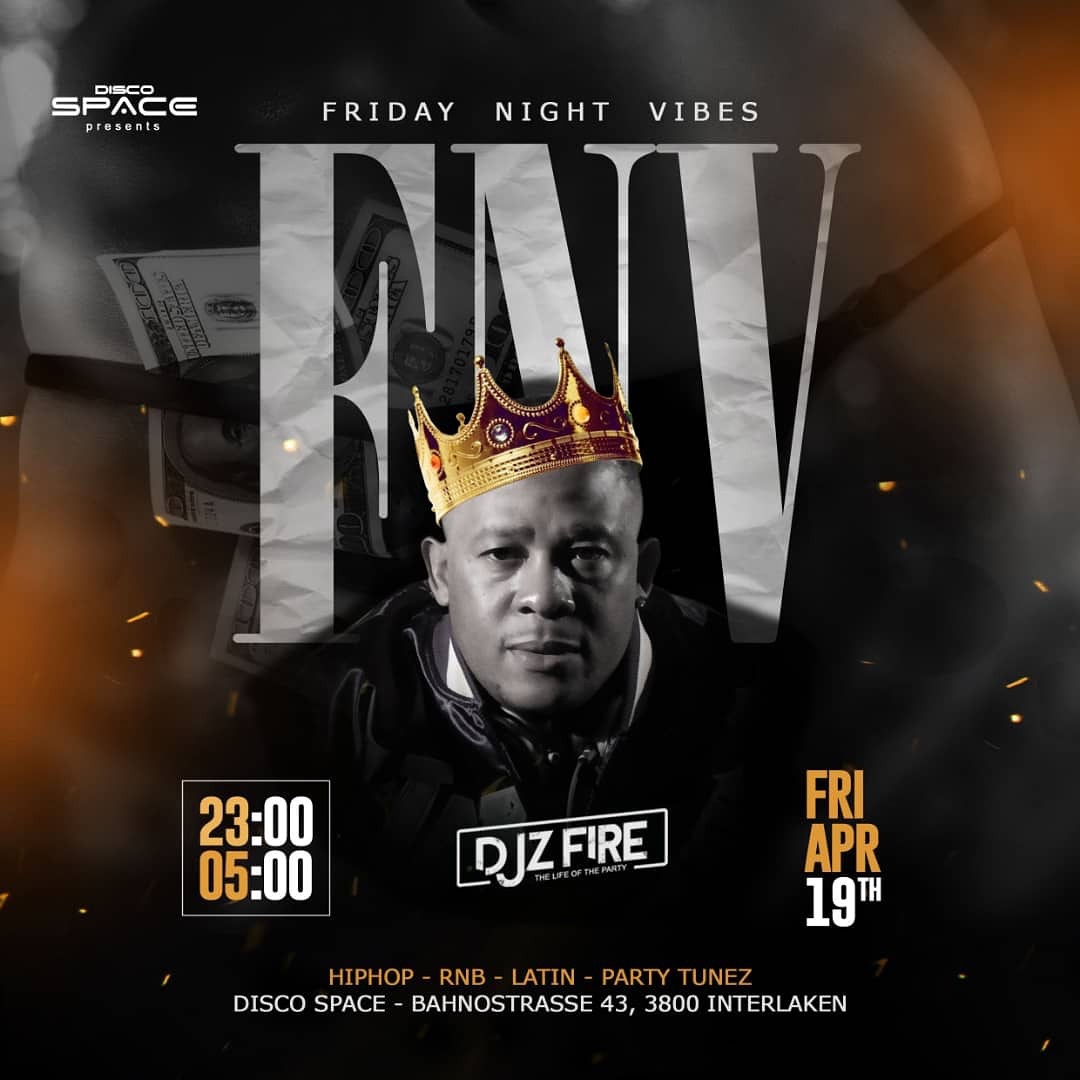 DISCO
SPACE
presents
FRIDAY NIGHT VIBES
FNV
23:00
05:00
DJZ FIRE
THE LIFE OF THE PARTY
FRI
APR
19TH
HIPHOP - RNB - LATIN - PARTY TUNEZ
DISCO SPACE - BAHNOSTRASSE 43, 3800 INTERLAKEN